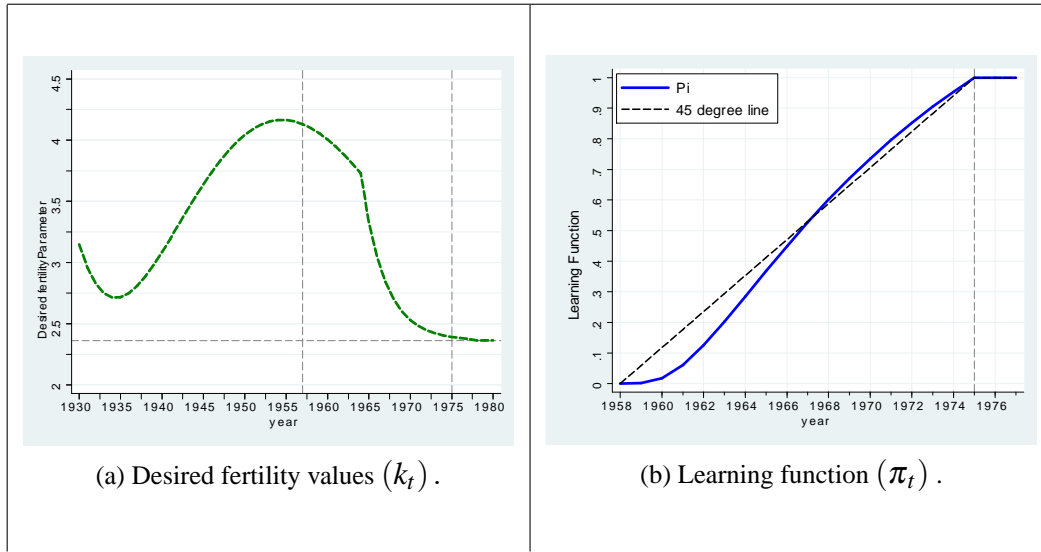 4.5
4
3.5
3
2.5
2
Desired fertility Parameter
1930 1935 1940 1945 1950 1955 1960 1965 1970 1975 1980
year
(a) Desired fertility values (k_t) .
Pi
45 degree line
1
.9
.8
.7
.6
.5
.4
.3
.2
.1
0
Learning Function
1958 1960 1962 1964 1966 1968 1970 1972 1974 1976
year
(b) Learning function (π_t) .